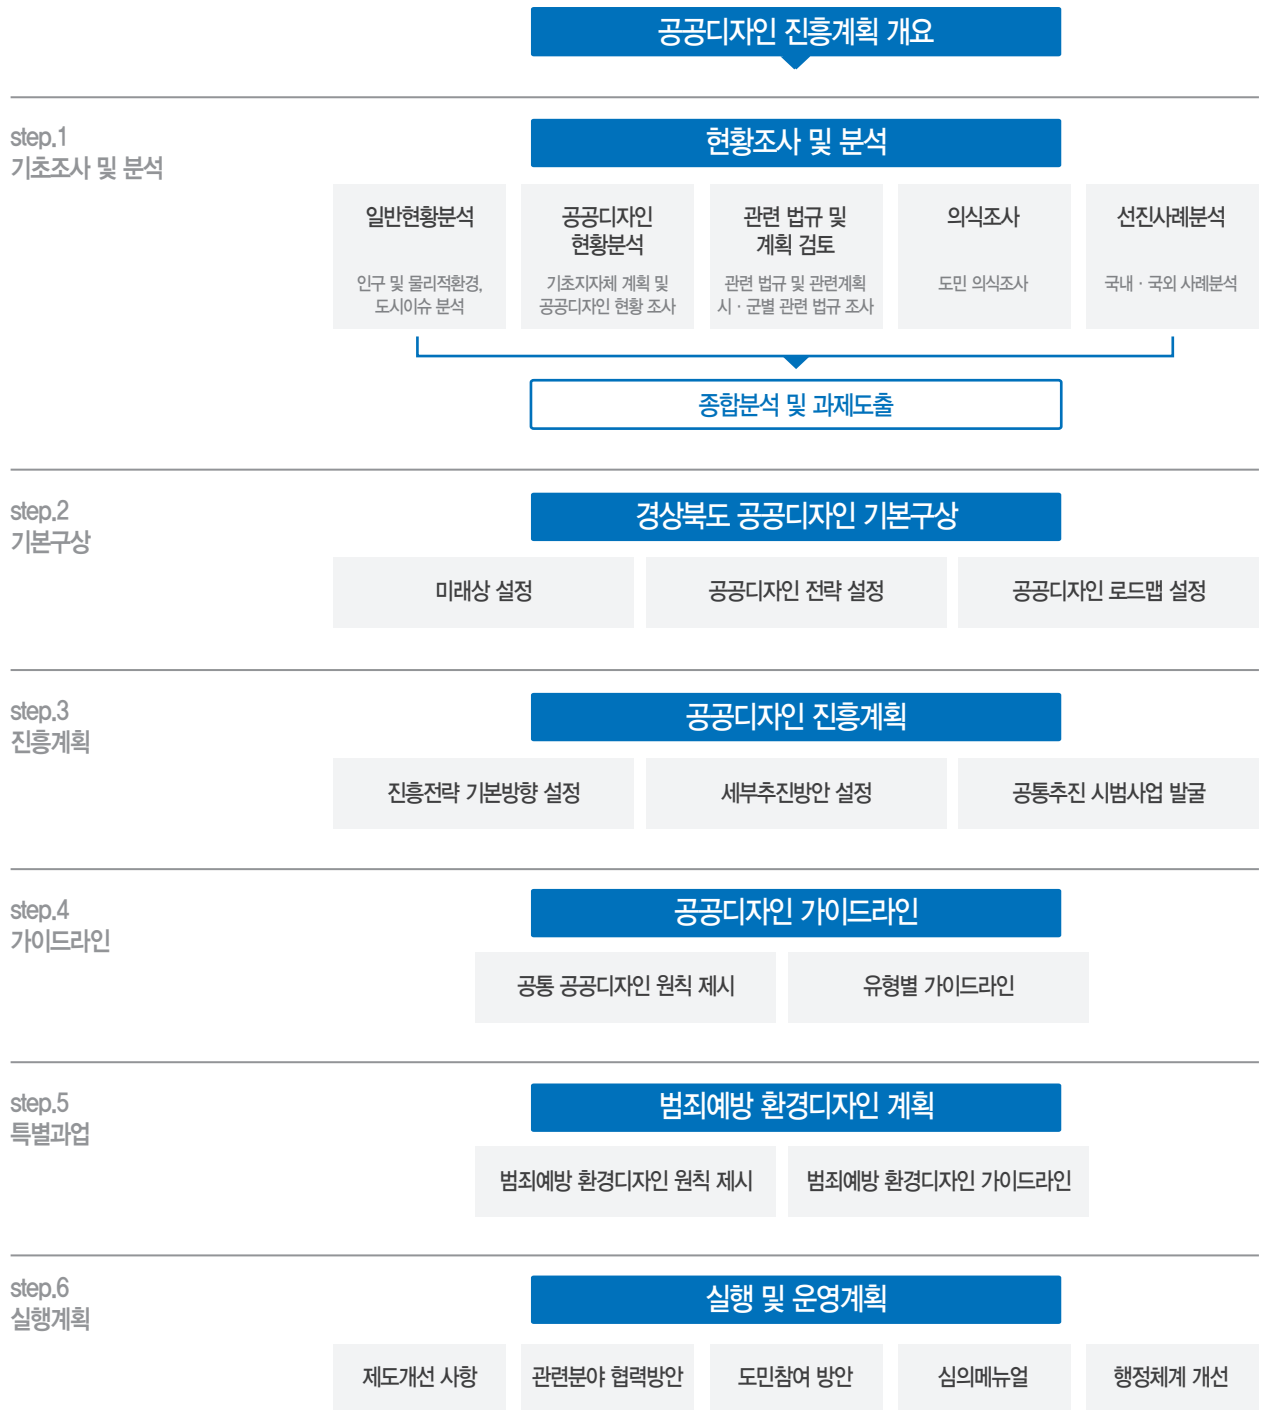 공공디자인 진흥계획 개요
step.1
기초조사 및 분석
현황조사 및 분석
일반현황분석
인구 및 물리적환경,
도시이슈 분석
공공디자인
현황분석
기초지자체 계획 및
공공디자인 현황 조사
관련 법규 및
계획 검토
관련 법규 및 관련계획
시 · 군별 관련 법규 조사
의식조사
도민 의식조사
선진사례분석
국내 · 국외 사례분석
종합분석 및 과제도출
step.2
기본구상
경상북도 공공디자인 기본구상
미래상 설정
공공디자인 전략 설정
공공디자인 로드맵 설정
step.3
진흥계획
공공디자인 진흥계획
진흥전략 기본방향 설정
세부추진방안 설정
공통추진 시범사업 발굴
step.4
가이드라인
공공디자인 가이드라인
공통 공공디자인 원칙 제시
유형별 가이드라인
step.5
특별과업
범죄예방 환경디자인 계획
범죄예방 환경디자인 원칙 제시
범죄예방 환경디자인 가이드라인
step.6
실행계획
실행 및 운영계획
제도개선 사항
관련분야 협력방안
도민참여 방안
심의메뉴얼
행정체계 개선